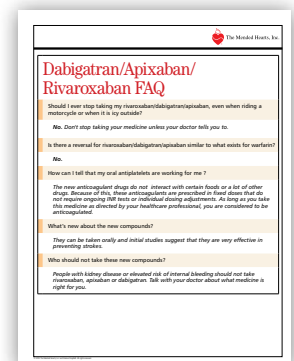 The Mended Hearts, Inc.
Dabigatran/Apixaban/
Rivaroxaban FAQ
Should I ever stop taking my rivaroxaban/dabigatran/apixaban, even when riding a
motorcycle or when it is icy outside?
No. Don't stop taking your medicine unless your doctor tells you to.
Is there a reversal for rivaroxaban/dabigatran/apixaban similar to what exists for warfarin?
No.
How can I tell that my oral antiplatelets are working for me ?
The new anticoagulant drugs do not interact with certain foods or a lot of other
drugs. Because of this, these anticoagulants are prescribed in fixed doses that do
not require ongoing INR tests or individual dosing adjustments. As long as you take
this medicine as directed by your healthcare professional, you are considered to be
anticoagulated.
What's new about the new compounds?
They can be taken orally and initial studies suggest that they are very effective in
preventing strokes.
Who should not take these new compounds?
People with kidney disease or elevated risk of internal bleeding should not take
rivaroxaban, apixaban or dabigatran. Talk with your doctor about what medicine is
right for you.